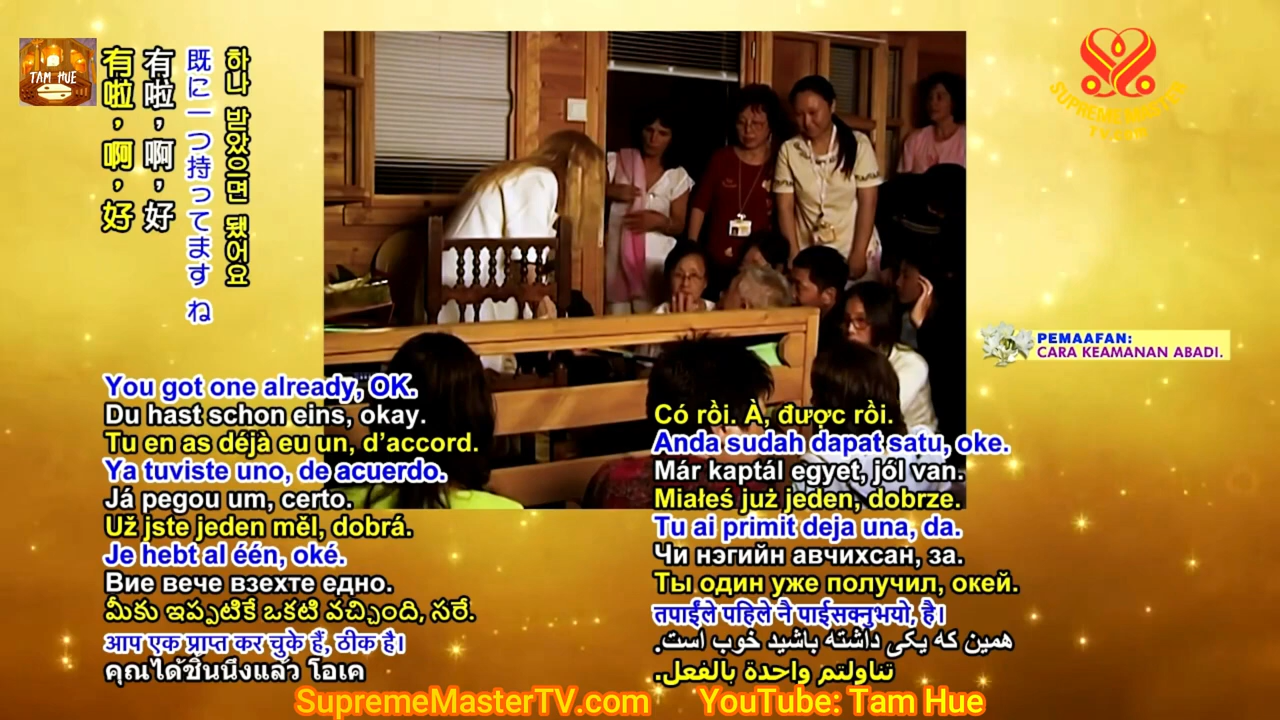 TAM HUE
有啦，啊，好
有啦，啊，好
既に一つ持ってますね
하나 받았으면 됐어요
SUPREME MASTER
PEMAAFAN:
CARA KEAMANAN ABADI.
You got one already, OK.
Du hast schon eins, okay.
Tu en as déjà eu un, d’accord.
Ya tuviste uno, de acuerdo.
Já pegou um, certo.
Už jste jeden měl, dobrá.
Je hebt al één, oké.
Вие вече взехте едно.
మీకు ఇప్పటికే ఒకటి వచ్చింది, సరే.
आप एक प्राप्त कर चुके हैं, ठीक है।
คุณได้ชิ้นนึงแล้ว โอเค
Có rồi. À, được rồi.
Anda sudah dapat satu, oke.
Már kaptál egyet, jól van.
Miałeś już jeden, dobrze.
Tu ai primit deja una, da.
Чи нэгийн авчихсан, за.
Ты один уже получил, окей.
तपाईंले पहिले नै पाईसक्नुभयो, है।
همین که یکی داشته باشید خوب است.
تناولتم واحدة بالفعل.
SupremeMasterTV.com YouTube: Tam Hue